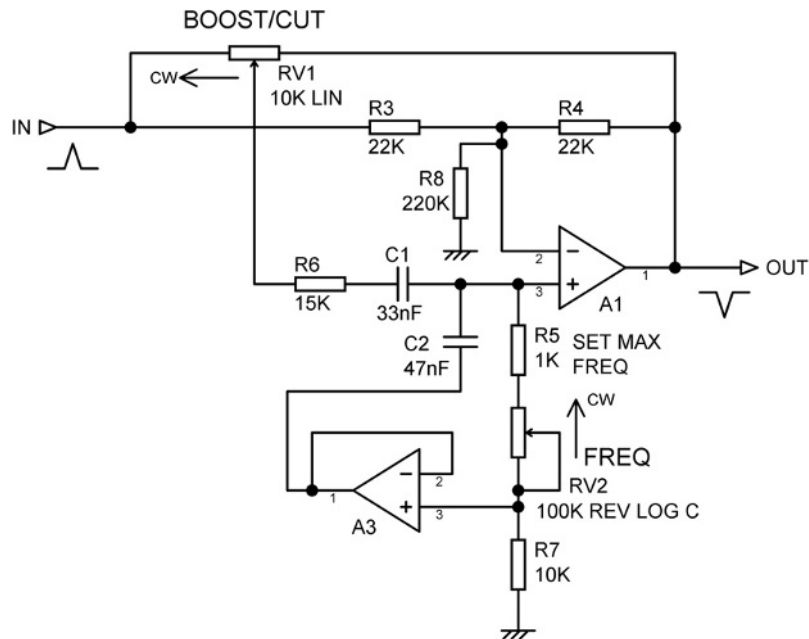 BOOST/CUT
CW
RV1
10K LIN
R3
22K
R4
22K
IN
R8
220K
R6
15K
C1
33nF
2
3
1
A1
OUT
C2
47nF
R5
1K
SET MAX
FREQ
CW
FREQ
RV2
100K REV LOG C
1
2
3
A3
R7
10K